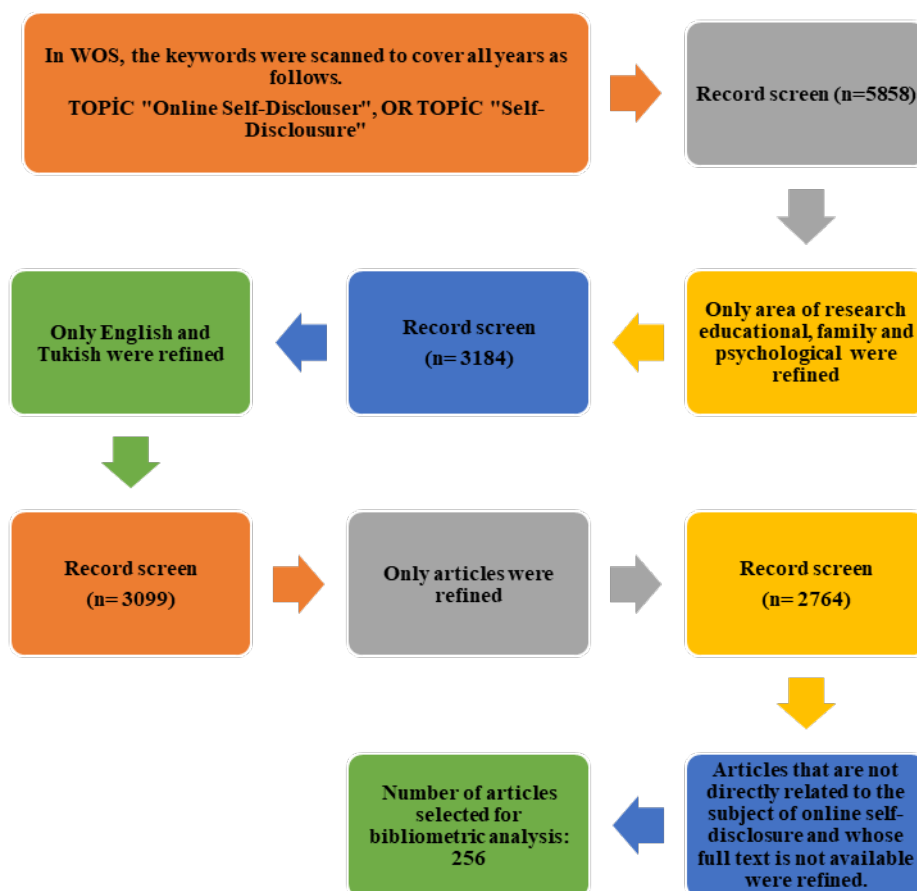 In WOS, the keywords were scanned to cover all years as
follows.
TOPİC "Online Self-Disclouser", OR TOPİC "Self-
Disclousure"
Record screen (n=5858)
Only area of research
educational, family and
psychological were
refined
Record screen
(n= 3184)
Only English and
Tukish were refined
Record screen
(n= 3099)
Only articles were
refined
Record screen
(n= 2764)
Articles that are not
directly related to the
subject of online self-
disclosure and whose
full text is not available
were refined.
Number of articles
selected for
bibliometric analysis:
256